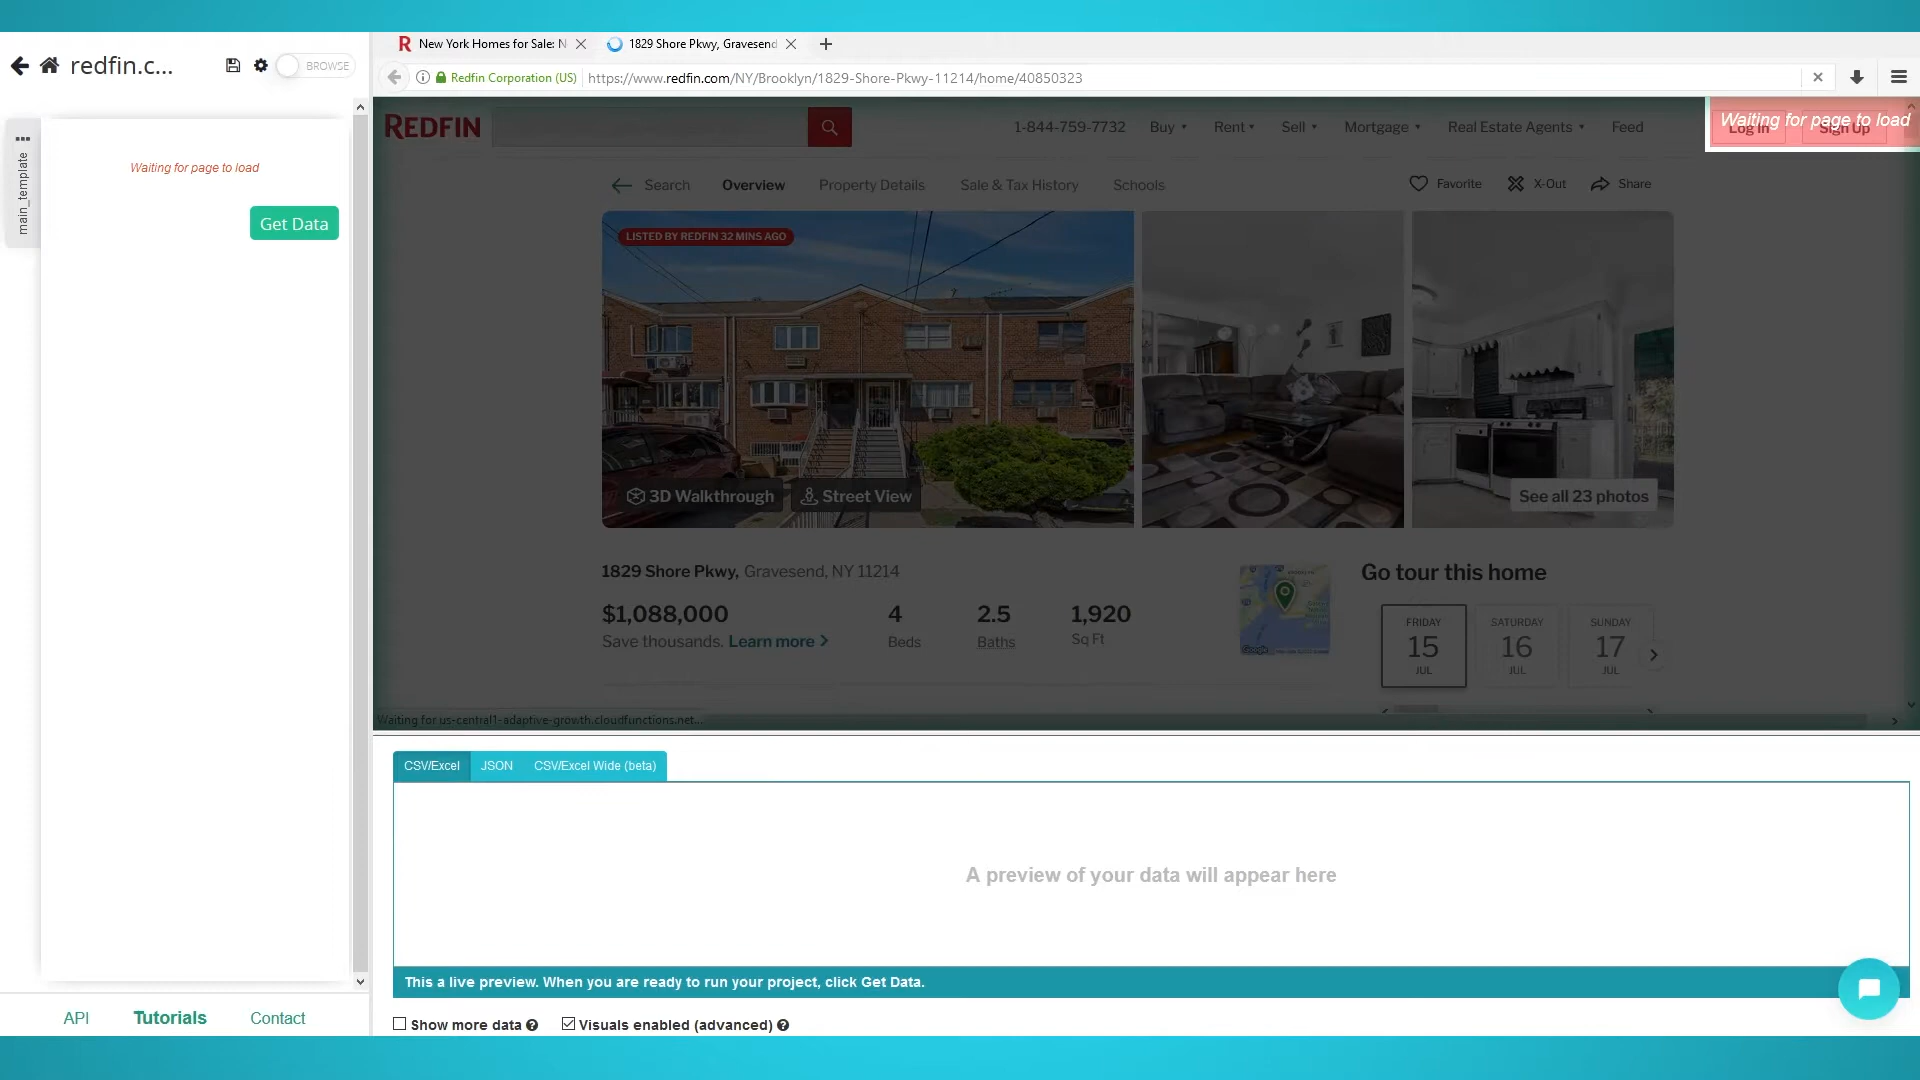 redfin.c...
BROWSE
main_template
Waiting for page to load
Get Data
API
Tutorials
Contact
New York Homes for Sale: N
1829 Shore Pkwy, Gravesend
Redfin Corporation (US)
https://www.redfin.com/NY/Brooklyn/1829-Shore-Pkwy-11214/home/40850323
REDFIN
1-844-759-7732
Buy
Rent
Sell
Mortgage
Real Estate Agents
Feed
Log In
Sign Up
Waiting for page to load
Search
Overview
Property Details
Sale & Tax History
Schools
Favorite
X-Out
Share
LISTED BY REDFIN 32 MINS AGO
3D Walkthrough
Street View
See all 23 photos
1829 Shore Pkwy, Gravesend, NY 11214
$1,088,000
Save thousands. Learn more
4
Beds
2.5
Baths
1,920
Sq Ft
Google
Go tour this home
FRIDAY
15
JUL
SATURDAY
16
JUL
SUNDAY
17
JUL
Waiting for us-central1-adaptive-growth.cloudfunctions.net...
CSV/Excel
JSON
CSV/Excel Wide (beta)
A preview of your data will appear here
This a live preview. When you are ready to run your project, click Get Data.
Show more data
Visuals enabled (advanced)